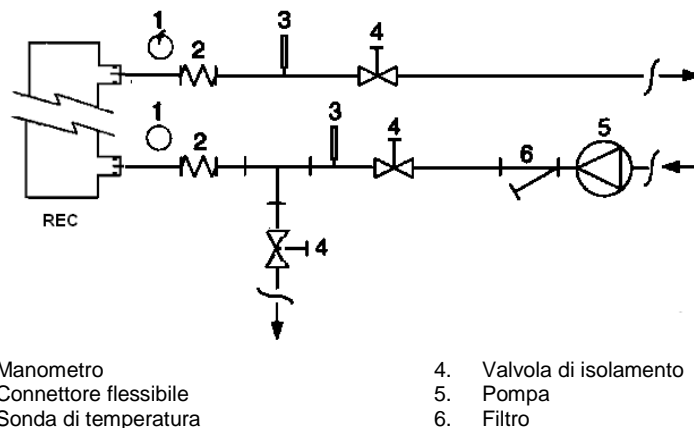 1 2 3 4
1 2 3 4 6 5
REC
4
Manometro
Connettore flessibile
Sonda di temperatura
4. Valvola di isolamento
5. Pompa
6. Filtro